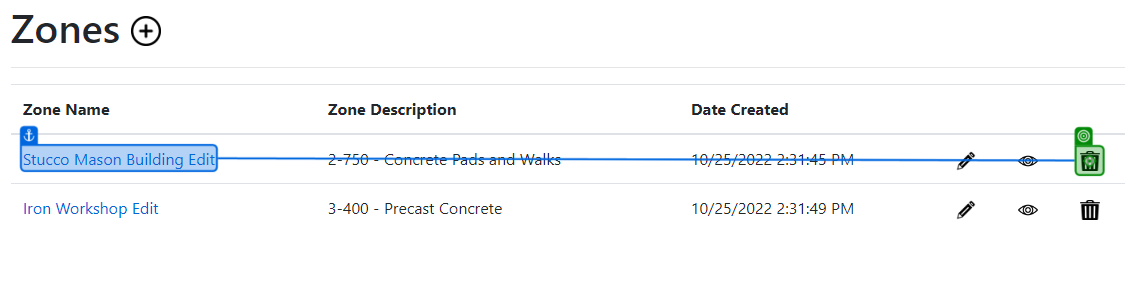 Zones
Zone Name Zone Description Date Created
Stucco Mason Building Edit 2-750 - Concrete Pads and Walks 10/25/2022 2:31:45 PM
Iron Workshop Edit 3-400 - Precast Concrete 10/25/2022 2:31:49 PM